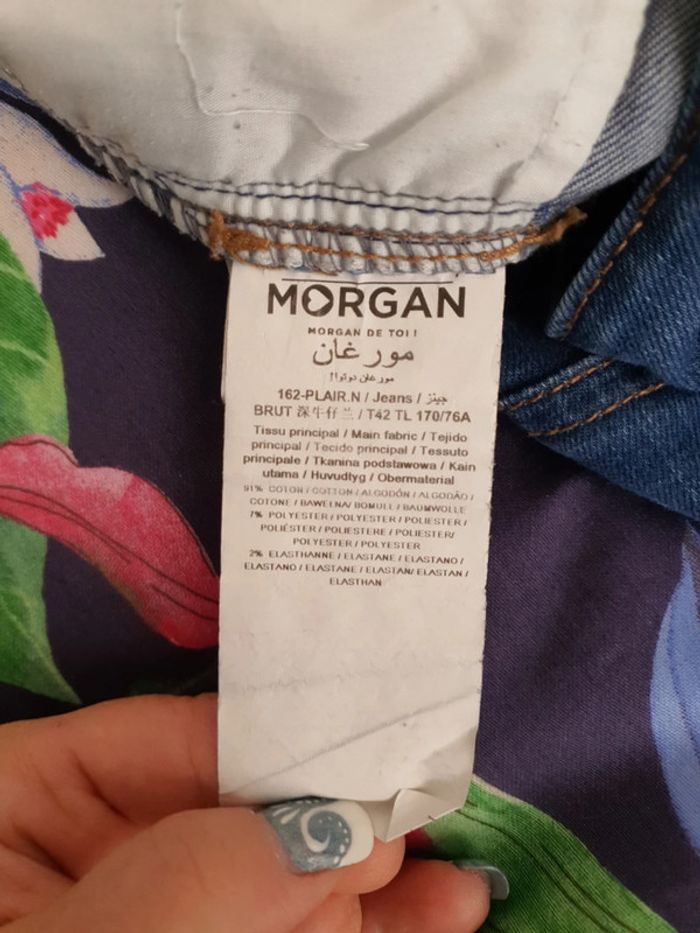 MORGAN
MORGAN DE TOI !
مورغان
مورغان دوتوا !
162-PLAIR.N / Jeans / جينز
BRUT 深牛仔兰 / T42 TL 170/76A
Tissu principal / Main fabric / Tejido
principal / Tecido principal / Tessuto
principale / Tkanina podstawowa / Kain
utama / Huvudtyg / Obermaterial
91% COTON / COTTON / ALGODÓN / ALGODÃO /
COTONE / BAWEŁNA/ BOMULL / BAUMWOLLE
7% POLYESTER / POLYESTER / POLIESTER /
POLIÉSTER / POLIESTERE / POLIESTER/
POLYESTER / POLYESTER
2% ELASTHANNE / ELASTANE / ELASTANO /
ELASTANO / ELASTANE / ELASTAN/ ELASTAN /
ELASTHAN